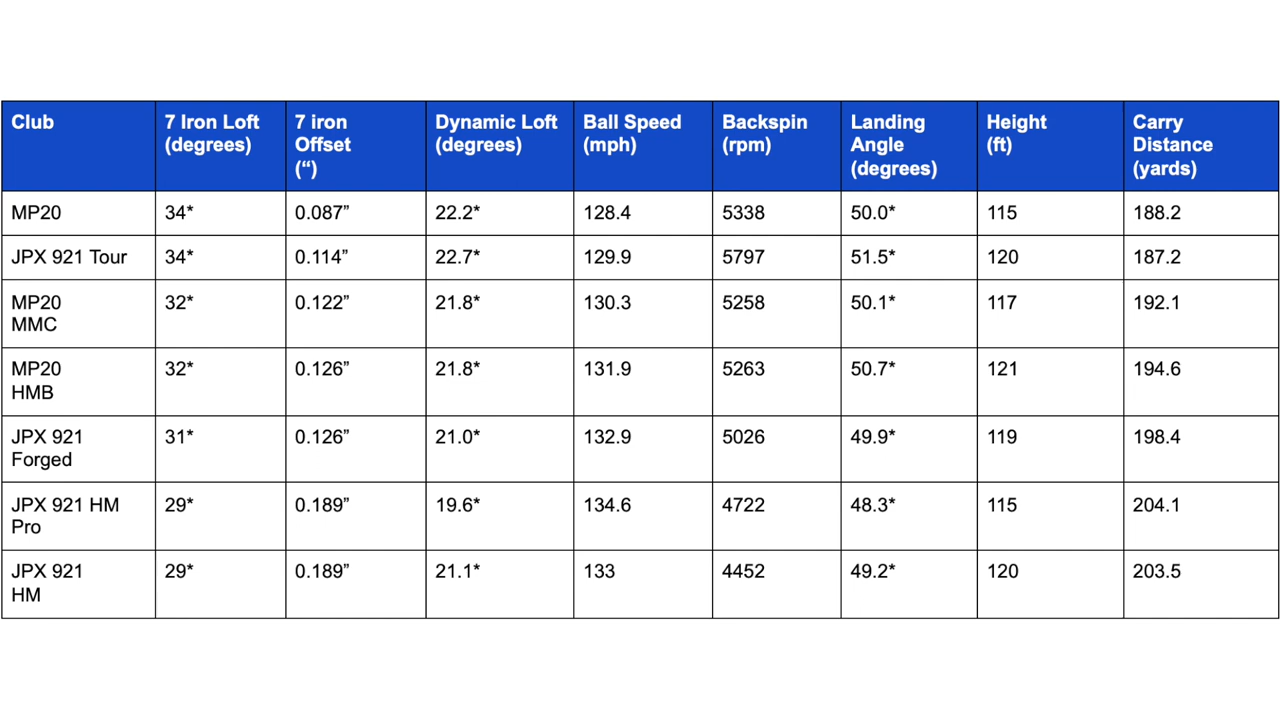 Club 7 Iron Loft (degrees) 7 iron Offset (“) Dynamic Loft (degrees) Ball Speed (mph) Backspin (rpm) Landing Angle (degrees) Height (ft) Carry Distance (yards)
MP20 34* 0.087” 22.2* 128.4 5338 50.0* 115 188.2
JPX 921 Tour 34* 0.114” 22.7* 129.9 5797 51.5* 120 187.2
MP20 MMC 32* 0.122” 21.8* 130.3 5258 50.1* 117 192.1
MP20 HMB 32* 0.126” 21.8* 131.9 5263 50.7* 121 194.6
JPX 921 Forged 31* 0.126” 21.0* 132.9 5026 49.9* 119 198.4
JPX 921 HM Pro 29* 0.189” 19.6* 134.6 4722 48.3* 115 204.1
JPX 921 HM 29* 0.189” 21.1* 133 4452 49.2* 120 203.5